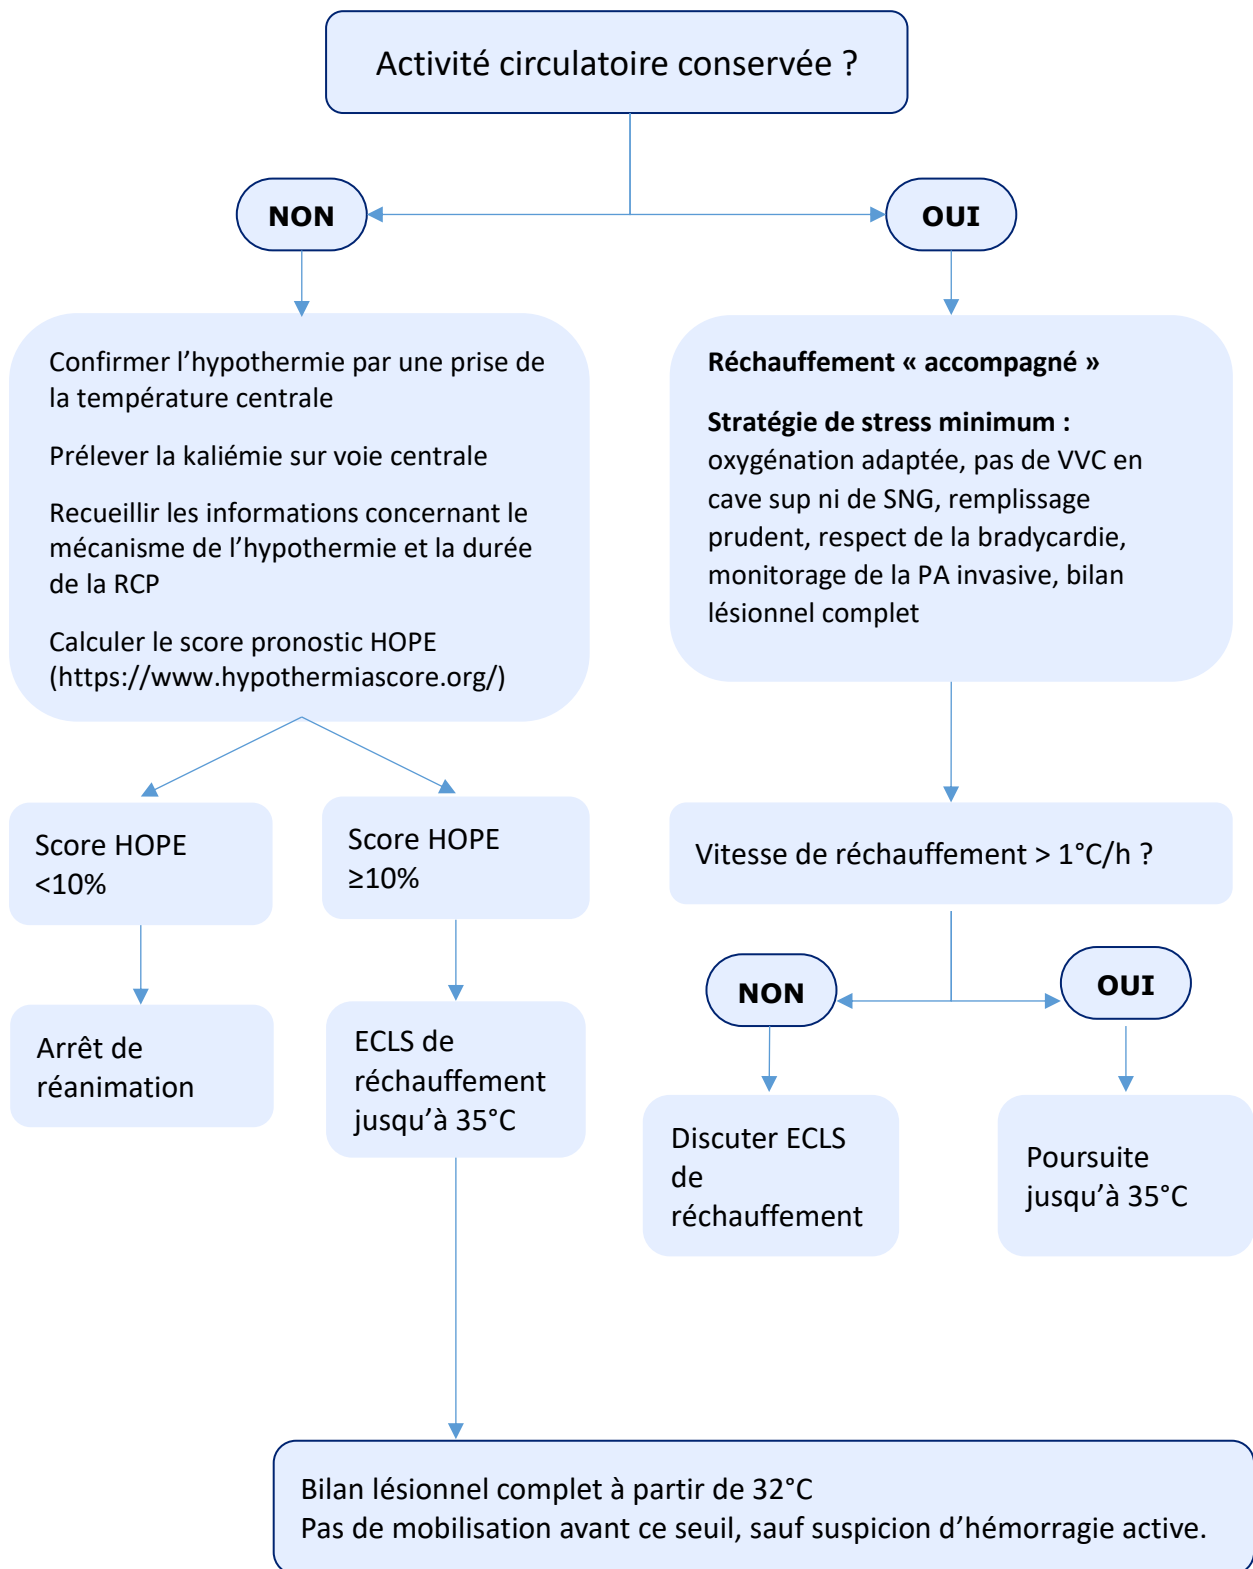 Activité circulatoire conservée ?
NON
OUI
Confirmer l’hypothermie par une prise de
la température centrale
Prélever la kaliémie sur voie centrale
Recueillir les informations concernant le
mécanisme de l’hypothermie et la durée
de la RCP
Calculer le score pronostic HOPE
(https://www.hypothermiascore.org/)
Réchauffement « accompagné »
Stratégie de stress minimum :
oxygénation adaptée, pas de VVC en
cave sup ni de SNG, remplissage
prudent, respect de la bradycardie,
monitorage de la PA invasive, bilan
lésionnel complet
Score HOPE
<10%
Score HOPE
≥10%
Vitesse de réchauffement > 1°C/h ?
NON
OUI
Arrêt de
réanimation
ECLS de
réchauffement
jusqu’à 35°C
Discuter ECLS
de
réchauffement
Poursuite
jusqu’à 35°C
Bilan lésionnel complet à partir de 32°C
Pas de mobilisation avant ce seuil, sauf suspicion d’hémorragie active.